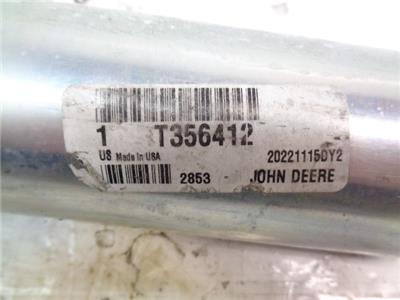 1 T356412
US Made In USA 20221115DY2
2853 JOHN DEERE